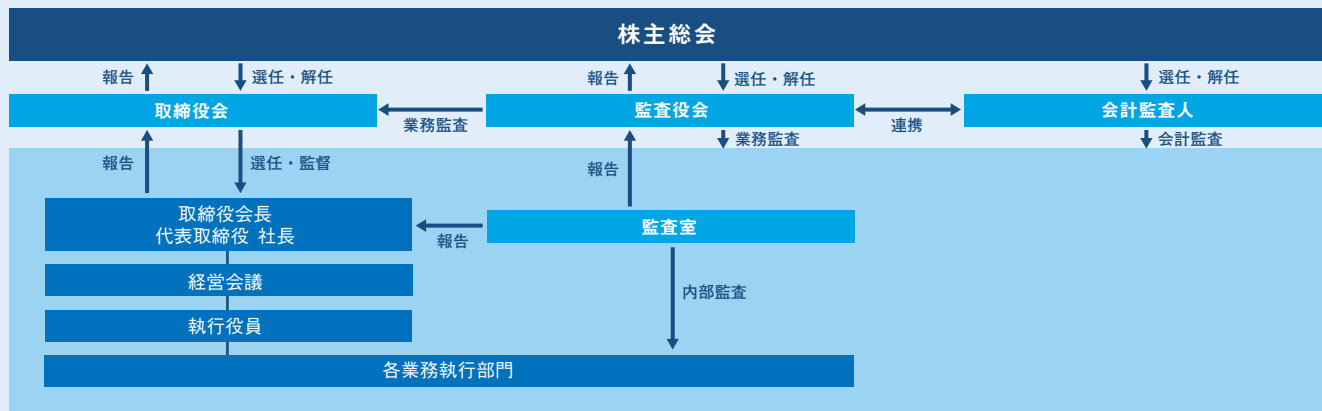 株主総会
報告
選任・解任
報告
選任・解任
選任・解任
取締役会
業務監査
監査役会
連携
会計監査人
報告
選任・監督
報告
業務監査
会計監査
取締役会長
代表取締役 社長
報告
監査室
経営会議
内部監査
執行役員
各業務執行部門